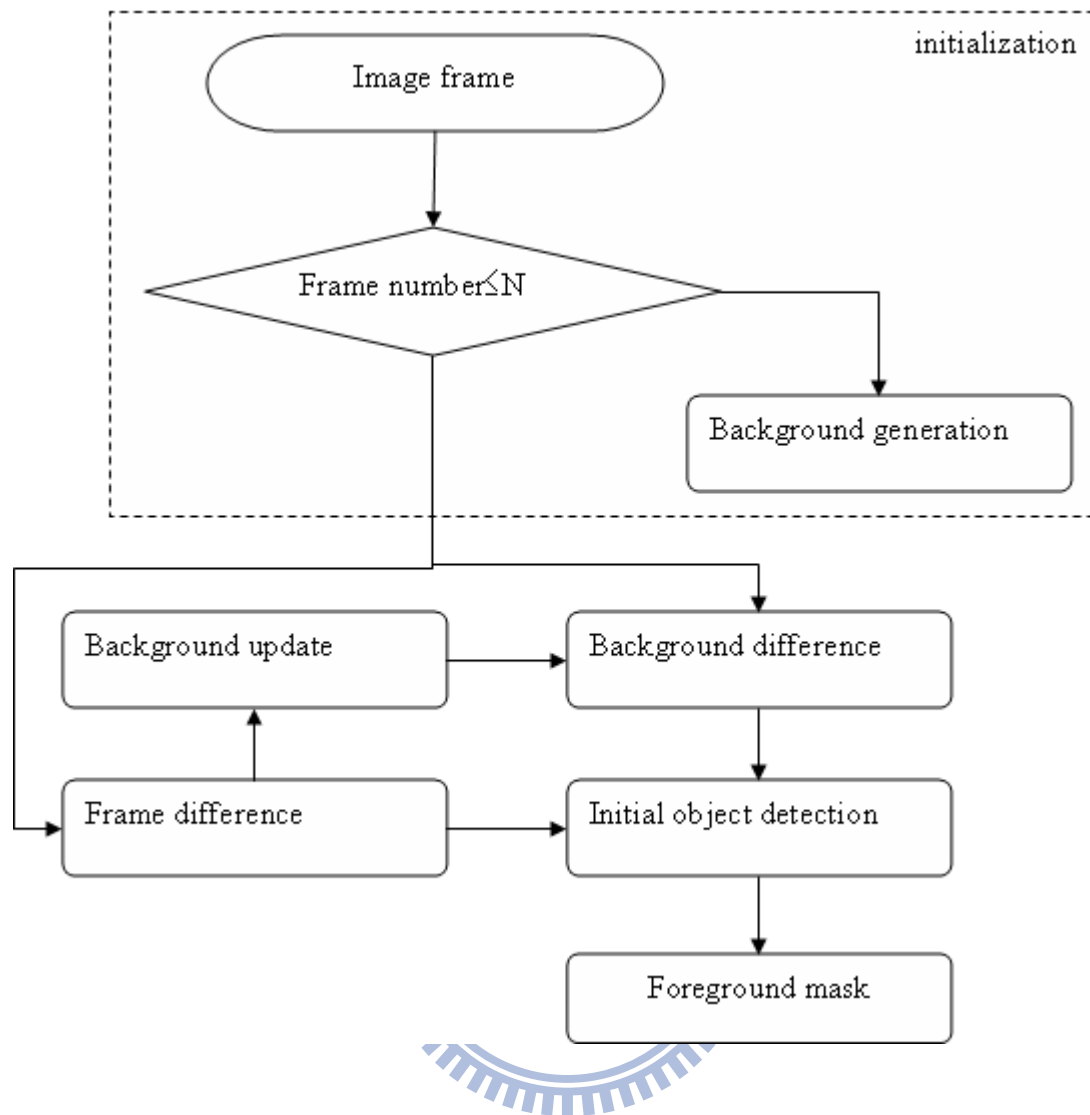 initialization
Image frame
Frame number≤N
Background generation
Background update
Background difference
Frame difference
Initial object detection
Foreground mask